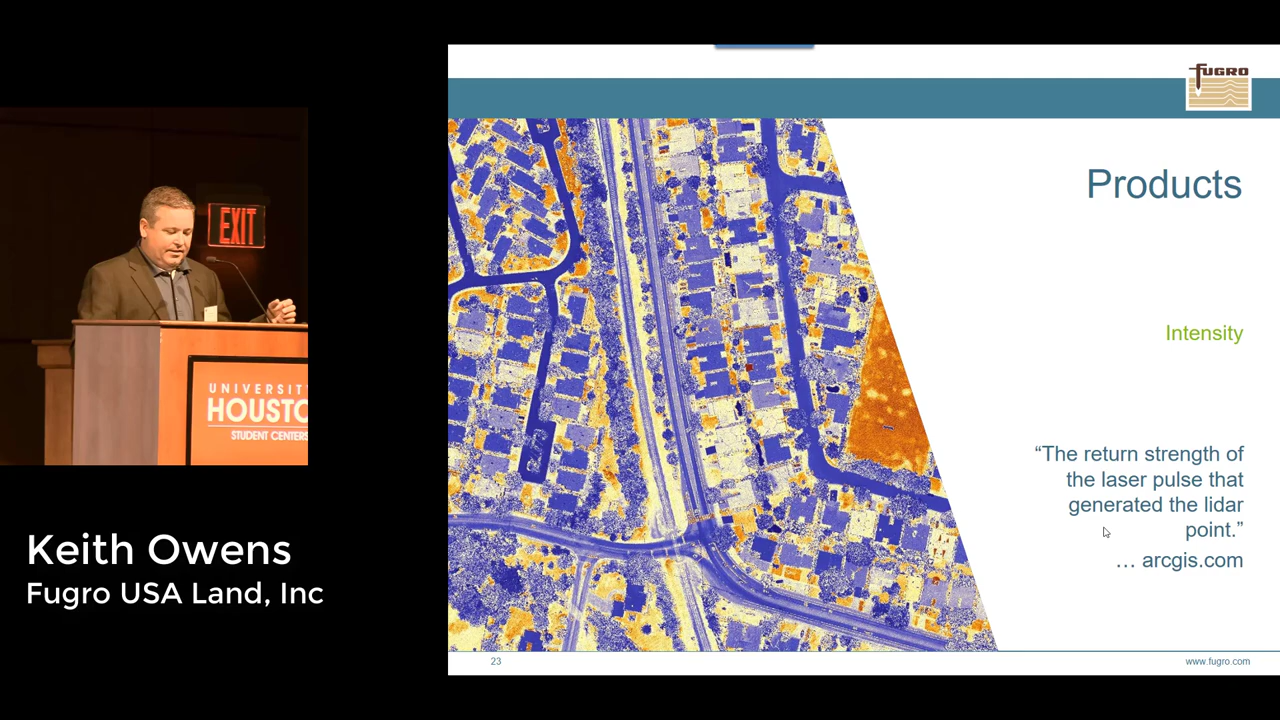 FUGRO
Products
Intensity
“The return strength of
the laser pulse that
generated the lidar
point.”
... arcgis.com
23
www.fugro.com
EXIT
UNIVERSIT
HOUSTO
STUDENT CENTERS
Keith Owens
Fugro USA Land, Inc